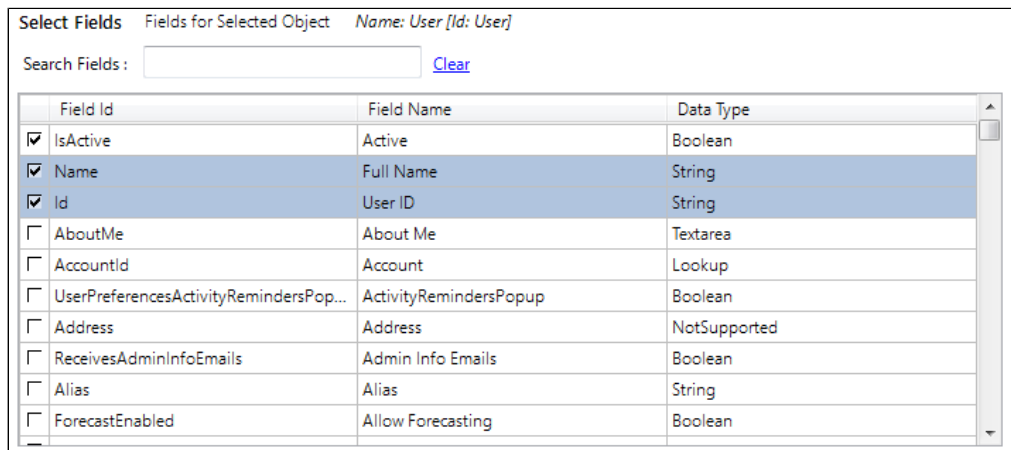 Select Fields Fields for Selected Object Name: User [Id: User]
Search Fields : Clear
Field Id Field Name Data Type
IsActive Active Boolean
Name Full Name String
Id User ID String
AboutMe About Me Textarea
AccountId Account Lookup
UserPreferencesActivityRemindersPop... ActivityRemindersPopup Boolean
Address Address NotSupported
ReceivesAdminInfoEmails Admin Info Emails Boolean
Alias Alias String
ForecastEnabled Allow Forecasting Boolean